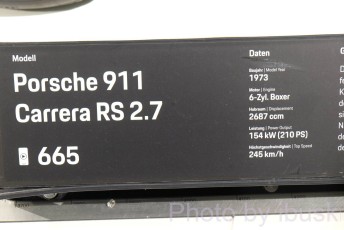 Modell
Porsche 911
Carrera RS 2.7
665
Daten
Baujahr | Model Year
1973
Motor | Engine
6-Zyl. Boxer
Hubraum | Displacement
2687 ccm
Leistung | Power Output
154 kW (210 PS)
Höchstgeschwindigkeit | Top Speed
245 km/h
Photo by ibusk